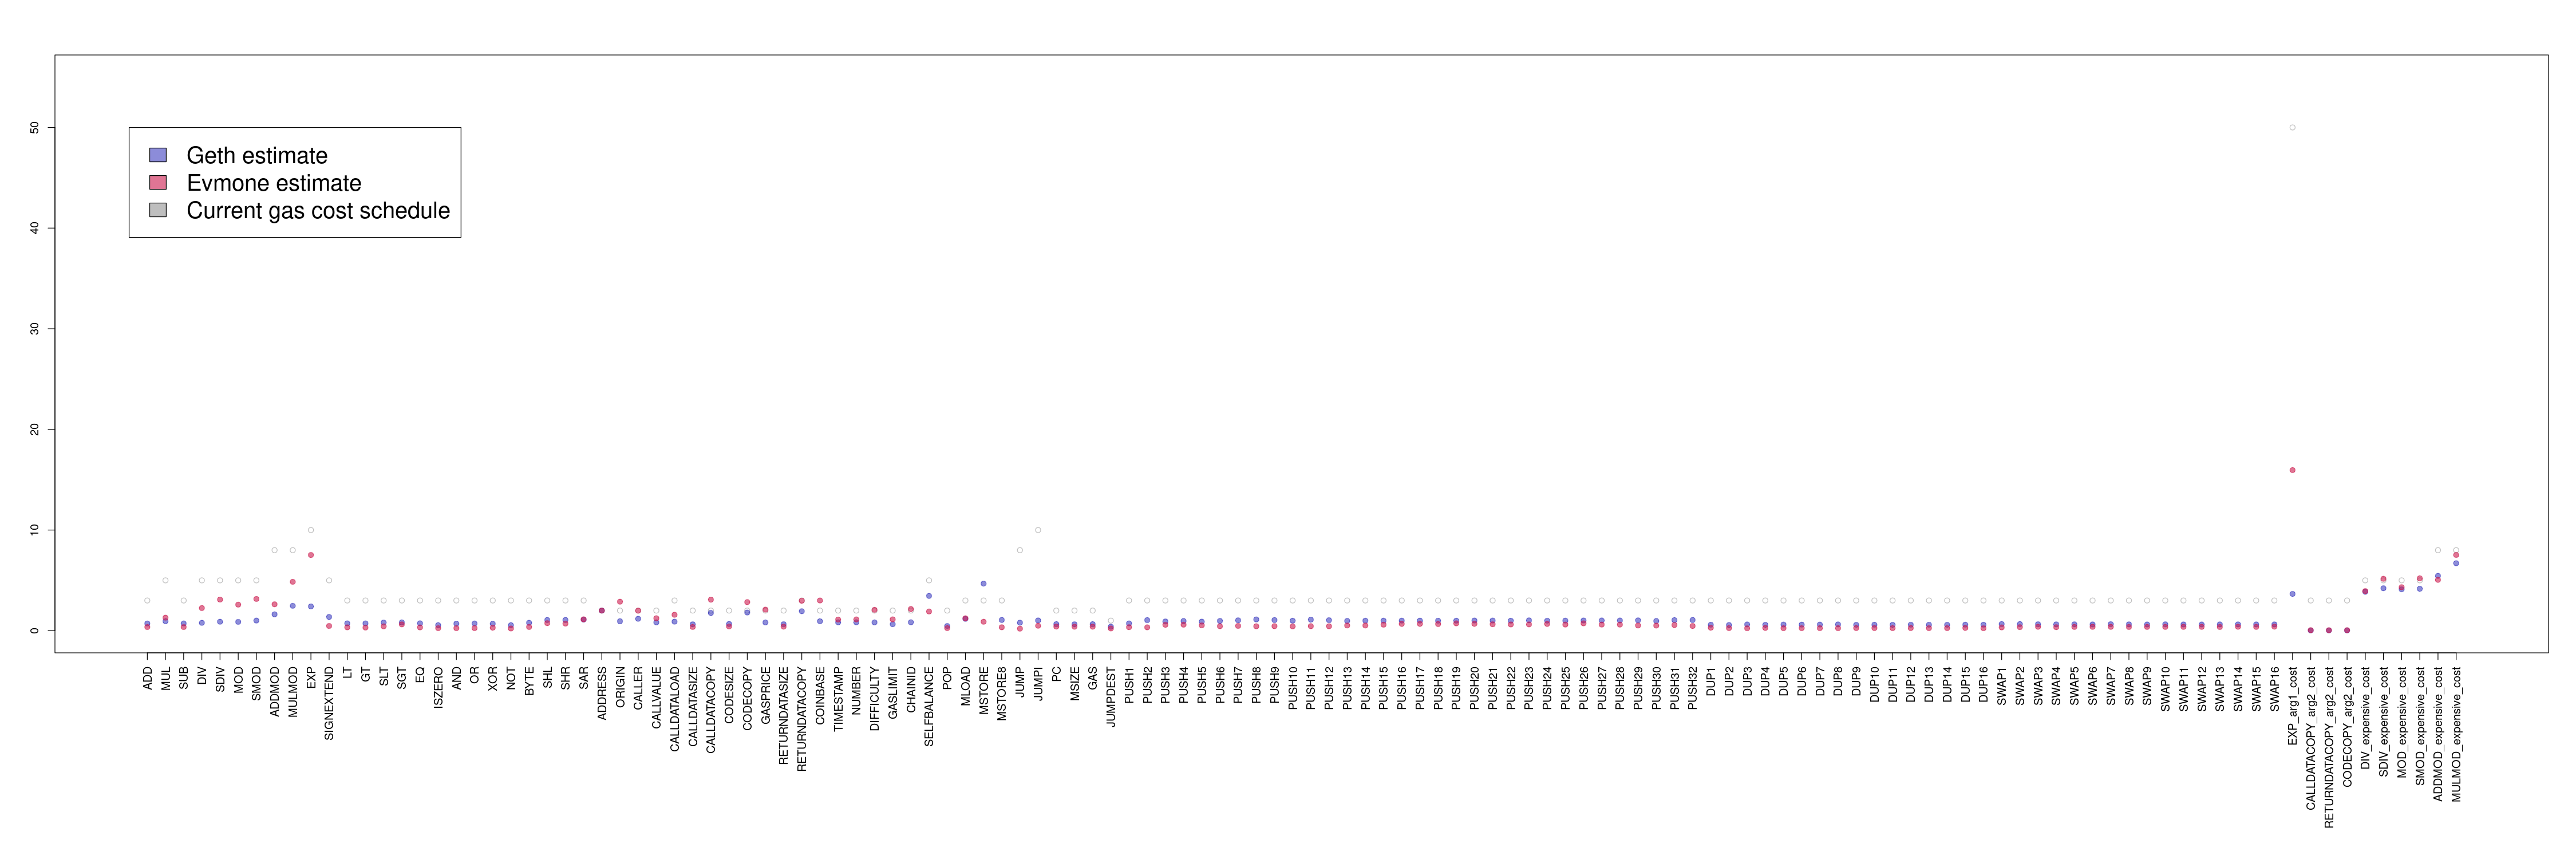 50
40
30
20
10
0
Geth estimate
Evmone estimate
Current gas cost schedule
ADD
MUL
SUB
DIV
SDIV
MOD
SMOD
ADDMOD
MULMOD
EXP
SIGNEXTEND
LT
GT
SLT
SGT
EQ
ISZERO
AND
OR
XOR
NOT
BYTE
SHL
SHR
SAR
ADDRESS
ORIGIN
CALLER
CALLVALUE
CALLDATALOAD
CALLDATASIZE
CALLDATACOPY
CODESIZE
CODECOPY
GASPRICE
RETURNDATASIZE
RETURNDATACOPY
COINBASE
TIMESTAMP
NUMBER
DIFFICULTY
GASLIMIT
CHAINID
SELFBALANCE
POP
MLOAD
MSTORE
MSTORE8
JUMP
JUMPI
PC
MSIZE
GAS
JUMPDEST
PUSH1
PUSH2
PUSH3
PUSH4
PUSH5
PUSH6
PUSH7
PUSH8
PUSH9
PUSH10
PUSH11
PUSH12
PUSH13
PUSH14
PUSH15
PUSH16
PUSH17
PUSH18
PUSH19
PUSH20
PUSH21
PUSH22
PUSH23
PUSH24
PUSH25
PUSH26
PUSH27
PUSH28
PUSH29
PUSH30
PUSH31
PUSH32
DUP1
DUP2
DUP3
DUP4
DUP5
DUP6
DUP7
DUP8
DUP9
DUP10
DUP11
DUP12
DUP13
DUP14
DUP15
DUP16
SWAP1
SWAP2
SWAP3
SWAP4
SWAP5
SWAP6
SWAP7
SWAP8
SWAP9
SWAP10
SWAP11
SWAP12
SWAP13
SWAP14
SWAP15
SWAP16
EXP_arg1_cost
CALLDATACOPY_arg2_cost
RETURNDATACOPY_arg2_cost
CODECOPY_arg2_cost
DIV_expensive_cost
SDIV_expensive_cost
MOD_expensive_cost
SMOD_expensive_cost
ADDMOD_expensive_cost
MULMOD_expensive_cost